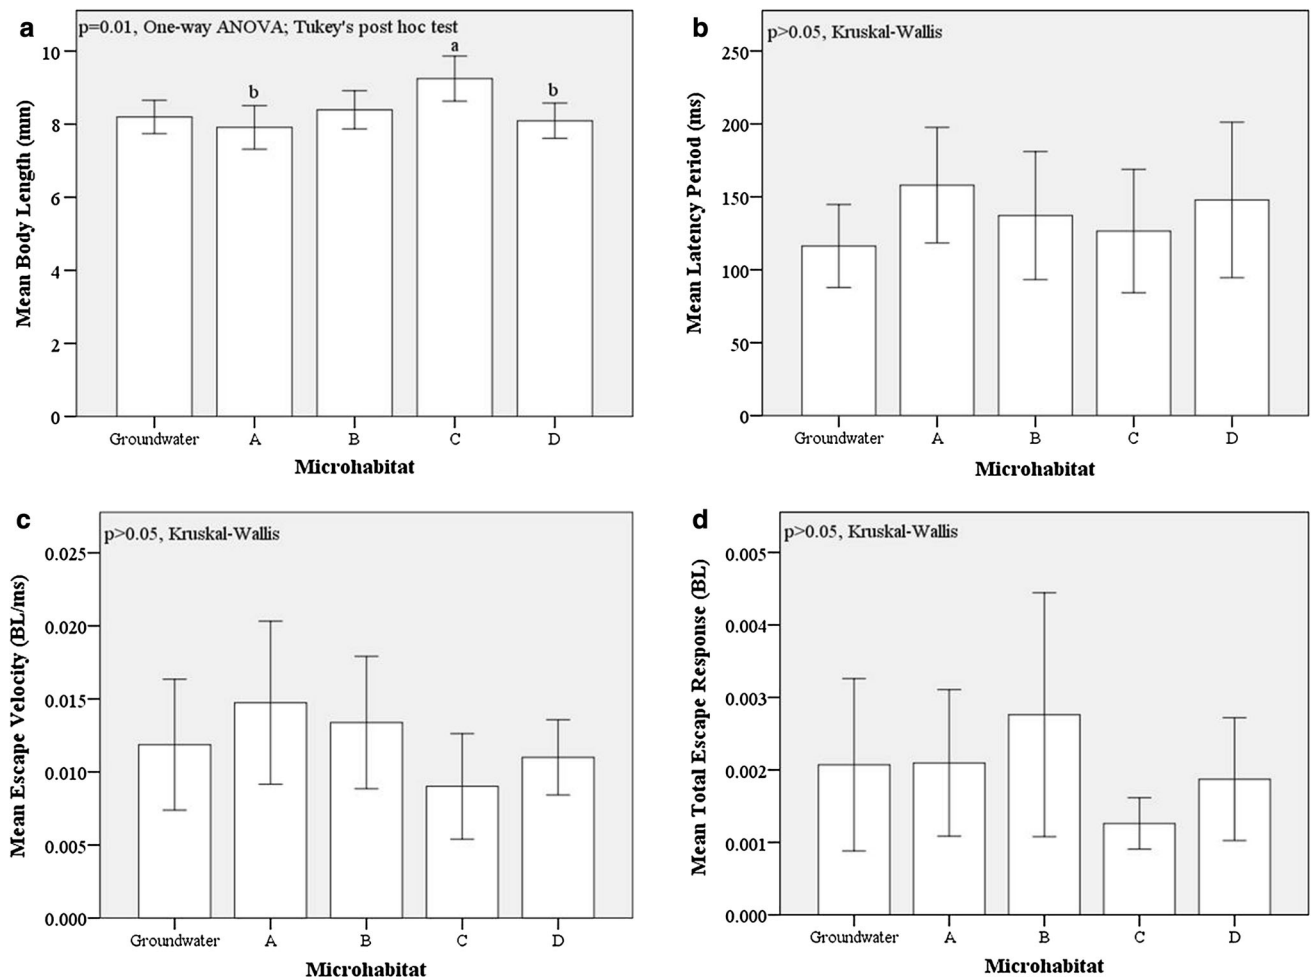 a
p=0.01, One-way ANOVA; Tukey's post hoc test
Mean Body Length (mm)
10
8
6
4
2
0
b
a
b
Groundwater A B C D
Microhabitat
b
p>0.05, Kruskal-Wallis
Mean Latency Period (ms)
250
200
150
100
50
0
Groundwater A B C D
Microhabitat
c
p>0.05, Kruskal-Wallis
Mean Escape Velocity (BL/ms)
0.025
0.020
0.015
0.010
0.005
0.000
Groundwater A B C D
Microhabitat
d
p>0.05, Kruskal-Wallis
Mean Total Escape Response (BL)
0.005
0.004
0.003
0.002
0.001
0.000
Groundwater A B C D
Microhabitat